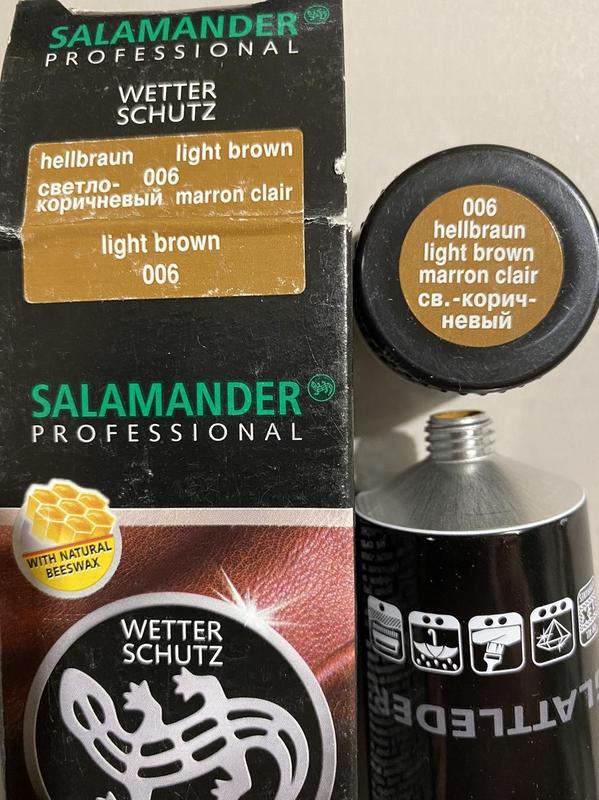 SALAMANDER
PROFESSIONAL
WETTER
SCHUTZ
hellbraun light brown
светло- 006
коричневый marron clair
light brown
006
SALAMANDER
PROFESSIONAL
WITH NATURAL
BEESWAX
WETTER
SCHUTZ
006
hellbraun
light brown
marron clair
св.-корич-
невый
GLATTLEDER